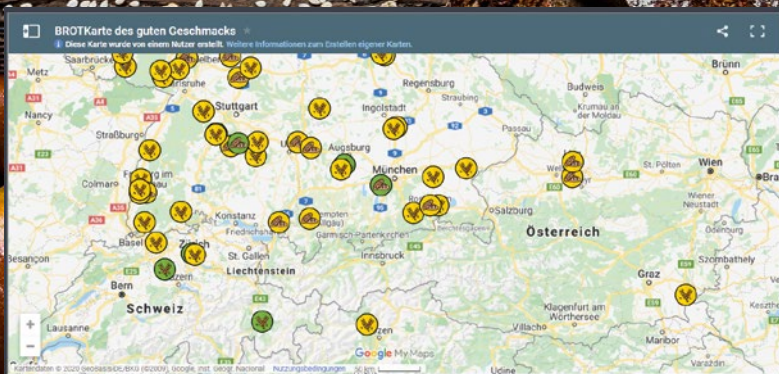 BROTKarte des guten Geschmacks
Diese Karte wurde von einem Nutzer erstellt. Weitere Informationen zum Erstellen eigener Karten.
Saarbrücken
Metz
Regensburg
Brünn
Budweis
Straubing
Krumau an der Moldau
Nancy
Stuttgart
Ingolstadt
Passau
Straßburg
Augsburg
St. Pölten
Wien
München
Colmar
Wiener Neustadt
Salzburg
Konstanz
Garmisch-Partenkirchen
Österreich
Basel
Zürich
St. Gallen
Innsbruck
Besançon
Liechtenstein
Szombathely
Graz
Bern
Schweiz
Klagenfurt am Wörthersee
Villach
Lausanne
Maribor
Google My Maps
Udine
Varaždin
Kartendaten © 2020 GeoBasis-DE/BKG (©2009), Google, Inst. Geogr. Nacional
Nutzungsbedingungen
50 km